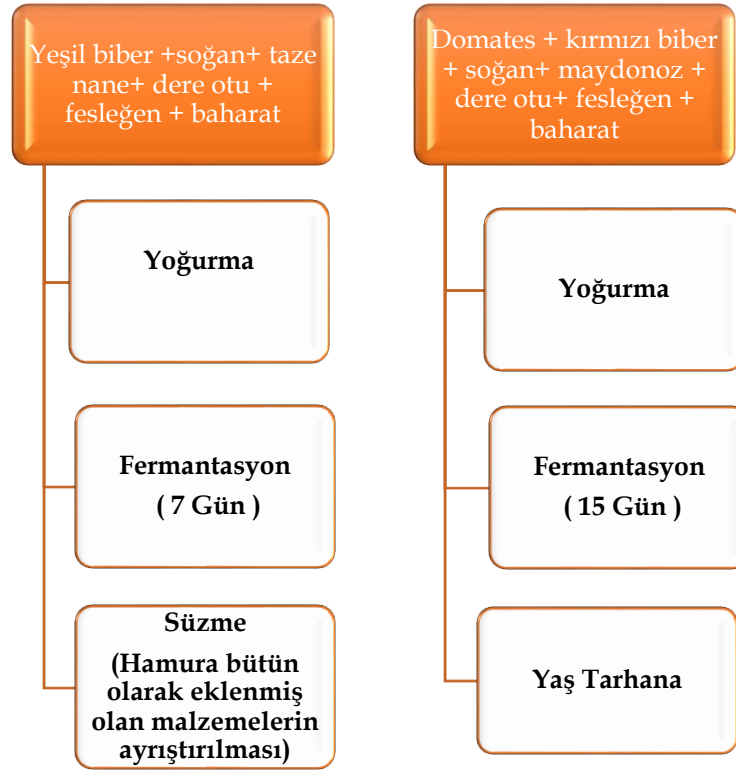 Yeşil biber +soğan+ taze
nane+ dere otu +
fesleğen + baharat
Yoğurma
Fermantasyon
( 7 Gün )
Süzme
(Hamura bütün
olarak eklenmiş
olan malzemelerin
ayrıştırılması)
Domates + kırmızı biber
+ soğan+ maydonoz +
dere otu+ fesleğen +
baharat
Yoğurma
Fermantasyon
( 15 Gün )
Yaş Tarhana